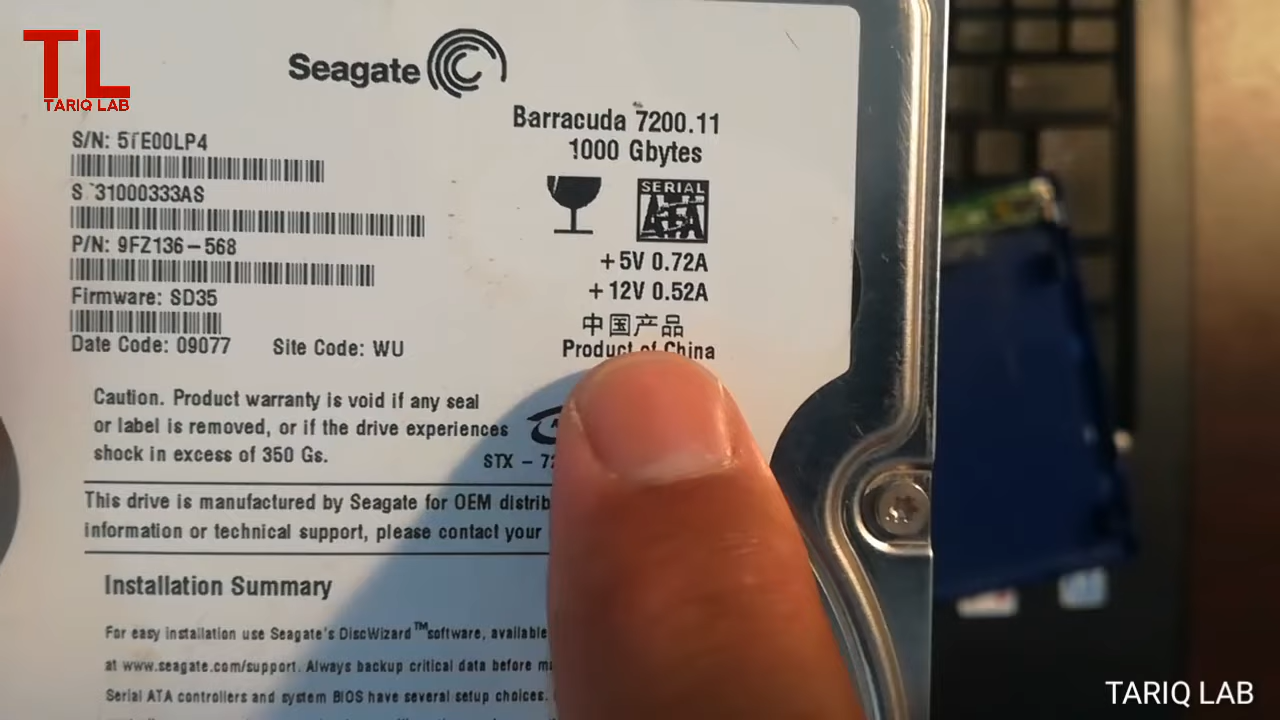 TL
TARIQ LAB
Seagate
Barracuda 7200.11
1000 Gbytes
S/N: 5TE00LP4
S 31000333AS
P/N: 9FZ136-568
Firmware: SD35
Date Code: 09077 Site Code: WU
SERIAL
ATA
+5V 0.72A
+12V 0.52A
中国产品
Product of China
Caution. Product warranty is void if any seal
or label is removed, or if the drive experiences
shock in excess of 350 Gs.
STX - 72
This drive is manufactured by Seagate for OEM distrib
information or technical support, please contact your
Installation Summary
For easy installation use Seagate's DiscWizard™ software, available
at www.seagate.com/support. Always backup critical data before
Serial ATA controllers and system BIOS have several setup choices.
TARIQ LAB